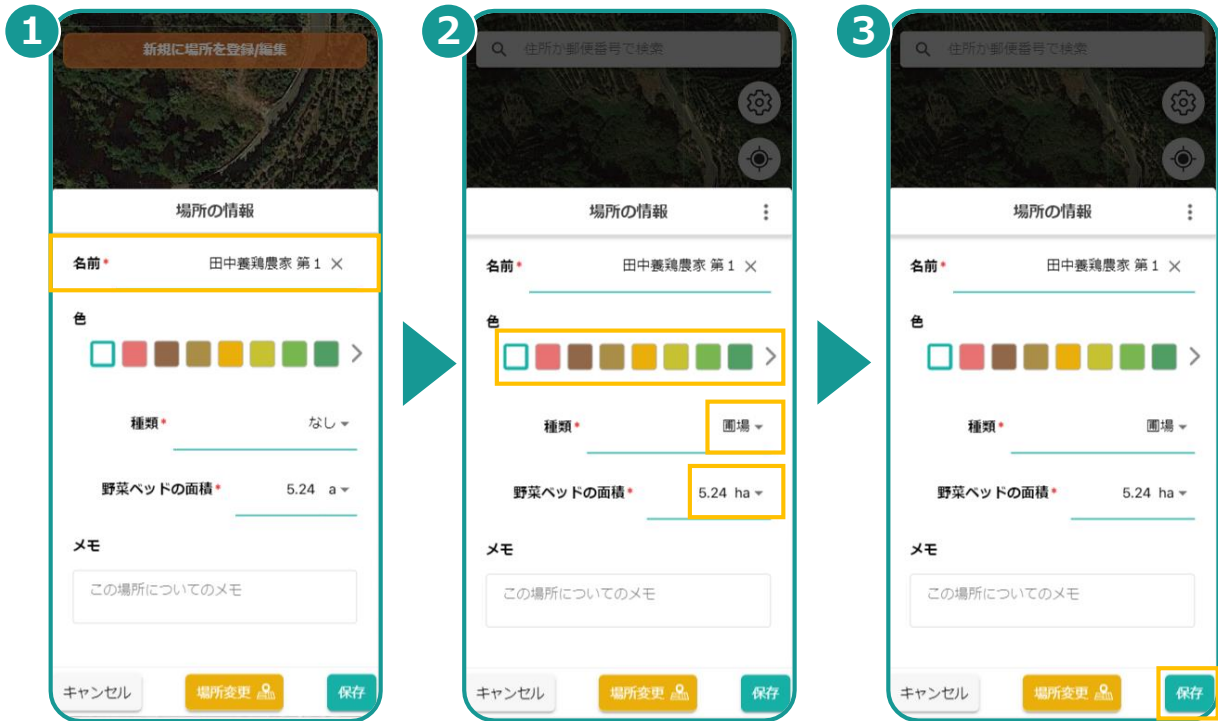 1
新規に場所を登録/編集
場所の情報
名前* 田中養鶏農家 第1 ×
色
種類* なし
野菜ベッドの面積* 5.24 a
メモ
この場所についてのメモ
キャンセル 場所変更 保存
2
住所か郵便番号で検索
場所の情報
名前* 田中養鶏農家 第1 ×
色
種類* 圃場
野菜ベッドの面積* 5.24 ha
メモ
この場所についてのメモ
キャンセル 場所変更 保存
3
住所か郵便番号で検索
場所の情報
名前* 田中養鶏農家 第1 ×
色
種類* 圃場
野菜ベッドの面積* 5.24 ha
メモ
この場所についてのメモ
キャンセル 場所変更 保存